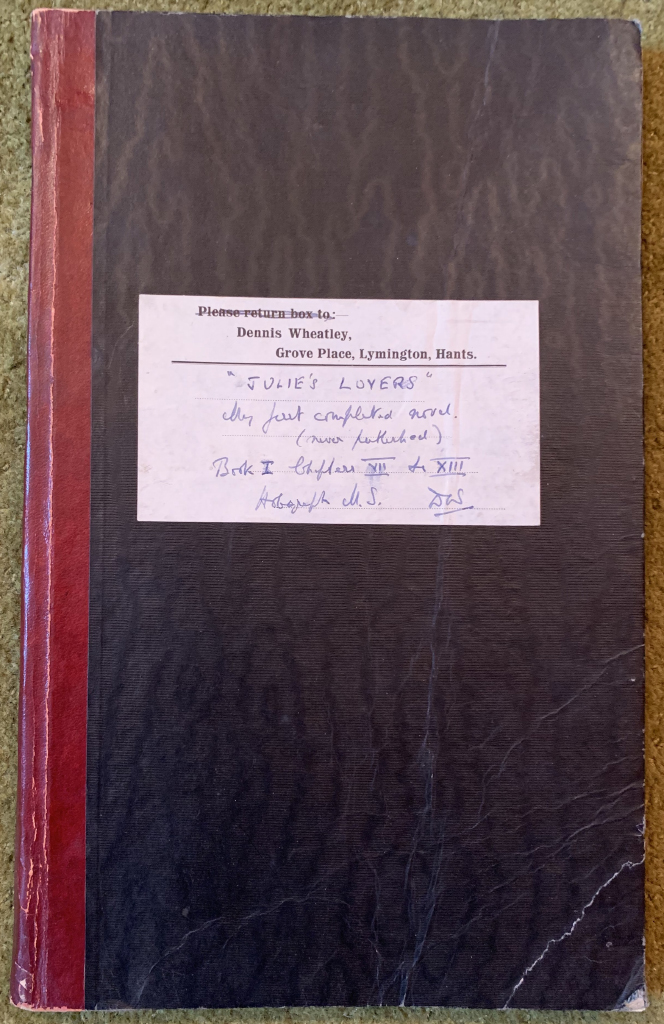 Please return box to:
Dennis Wheatley,
Grove Place, Lymington, Hants.
"JULIE'S LOVERS"
My first completed novel.
(never published)
Book I Chapters XII to XIII
Holograph M.S. DW